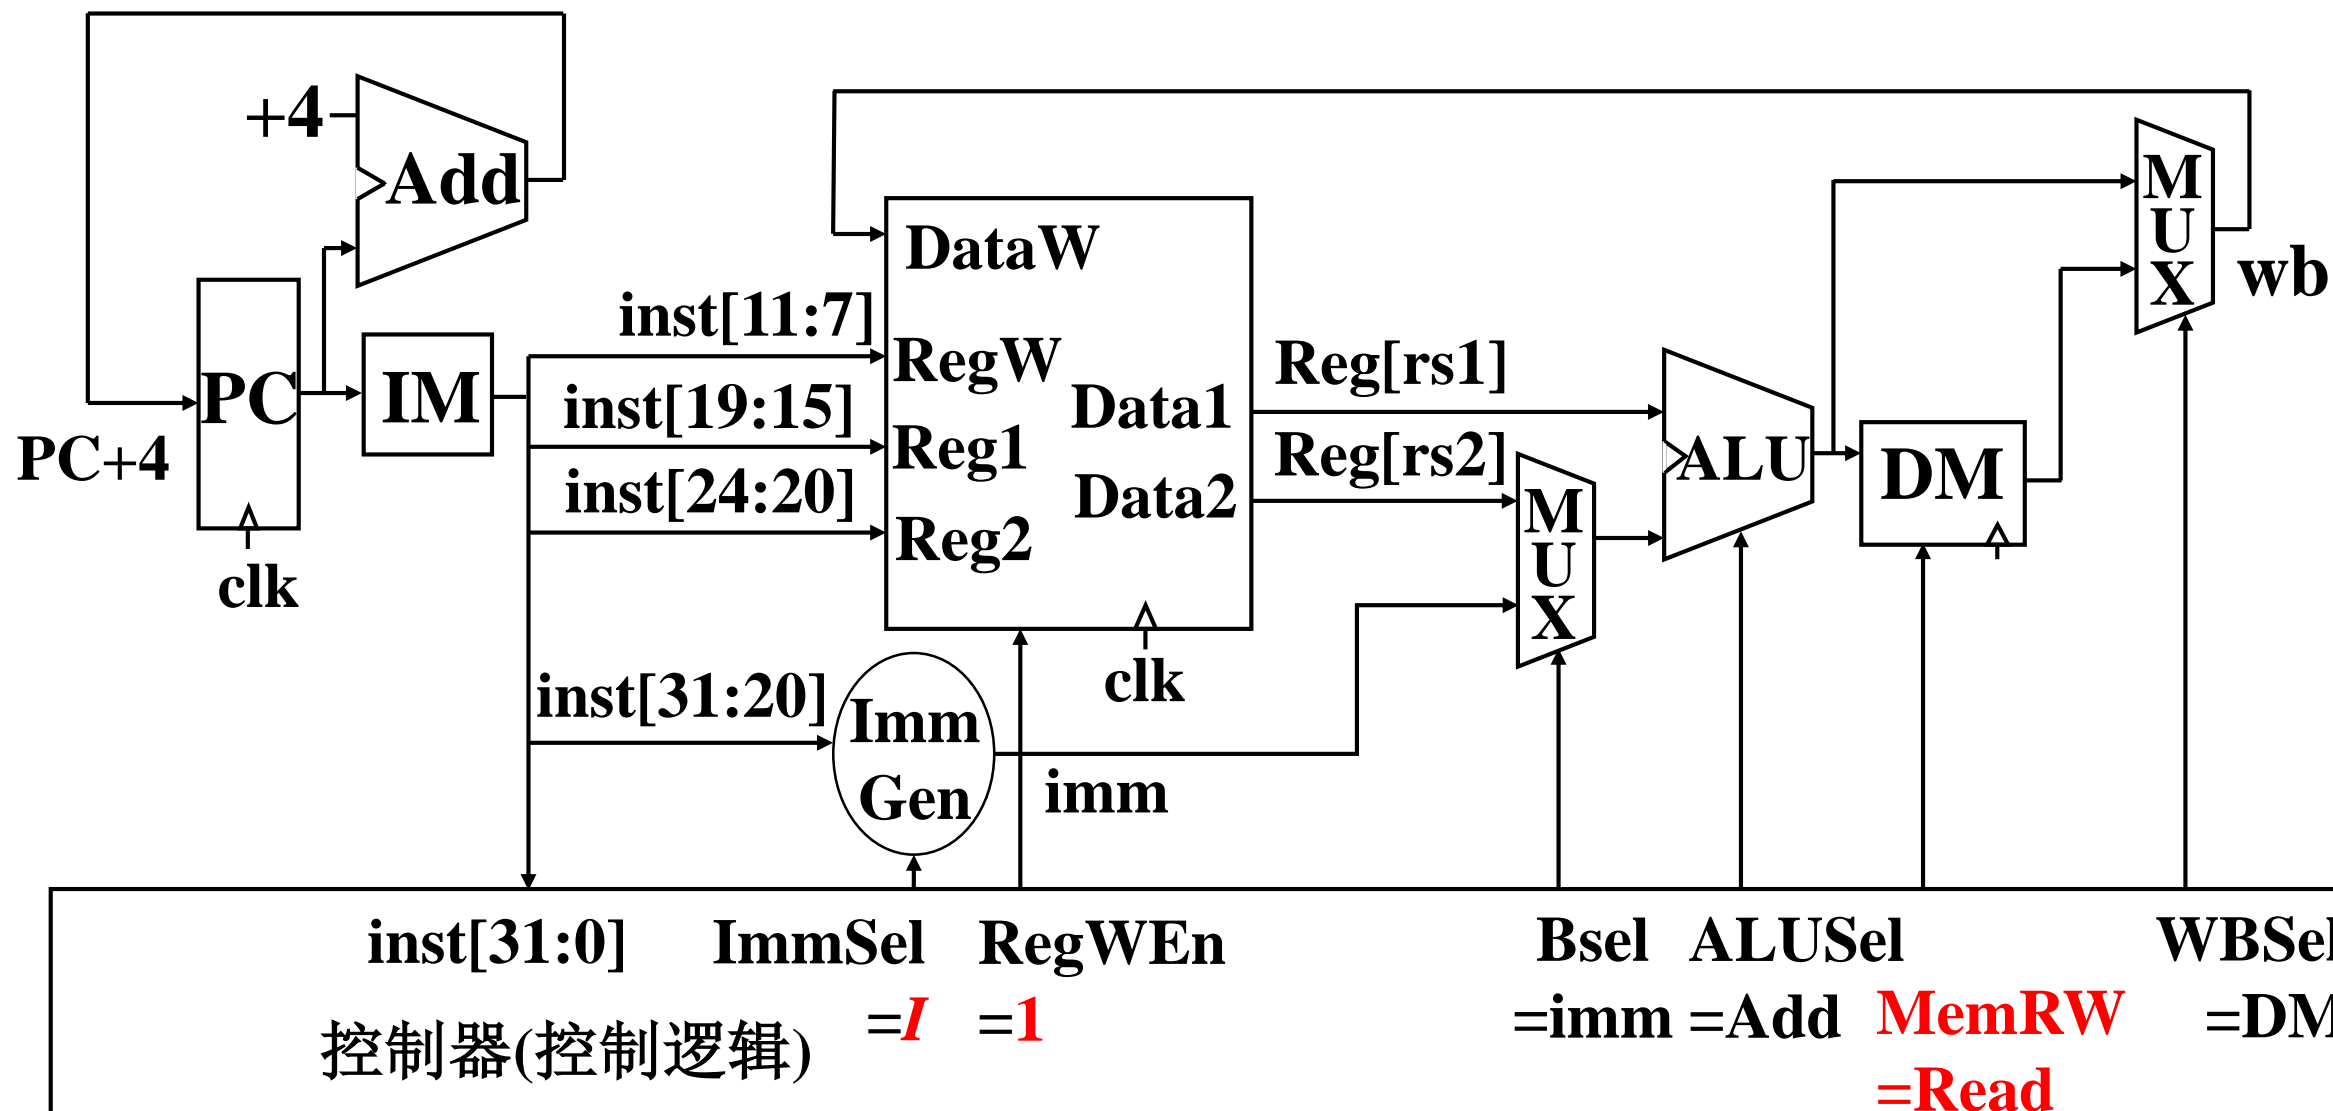 +4
Add
PC+4
PC
clk
IM
inst[11:7]
inst[19:15]
inst[24:20]
inst[31:20]
DataW
RegW
Reg1
Reg2
Data1
Data2
clk
Imm
Gen
imm
Reg[rs1]
Reg[rs2]
MUX
ALU
DM
MUX
wb
inst[31:0]
ImmSel
=I
RegWEn
=1
Bsel
=imm
ALUSel
=Add
MemRW
=Read
WBSel
=DM
控制器(控制逻辑)